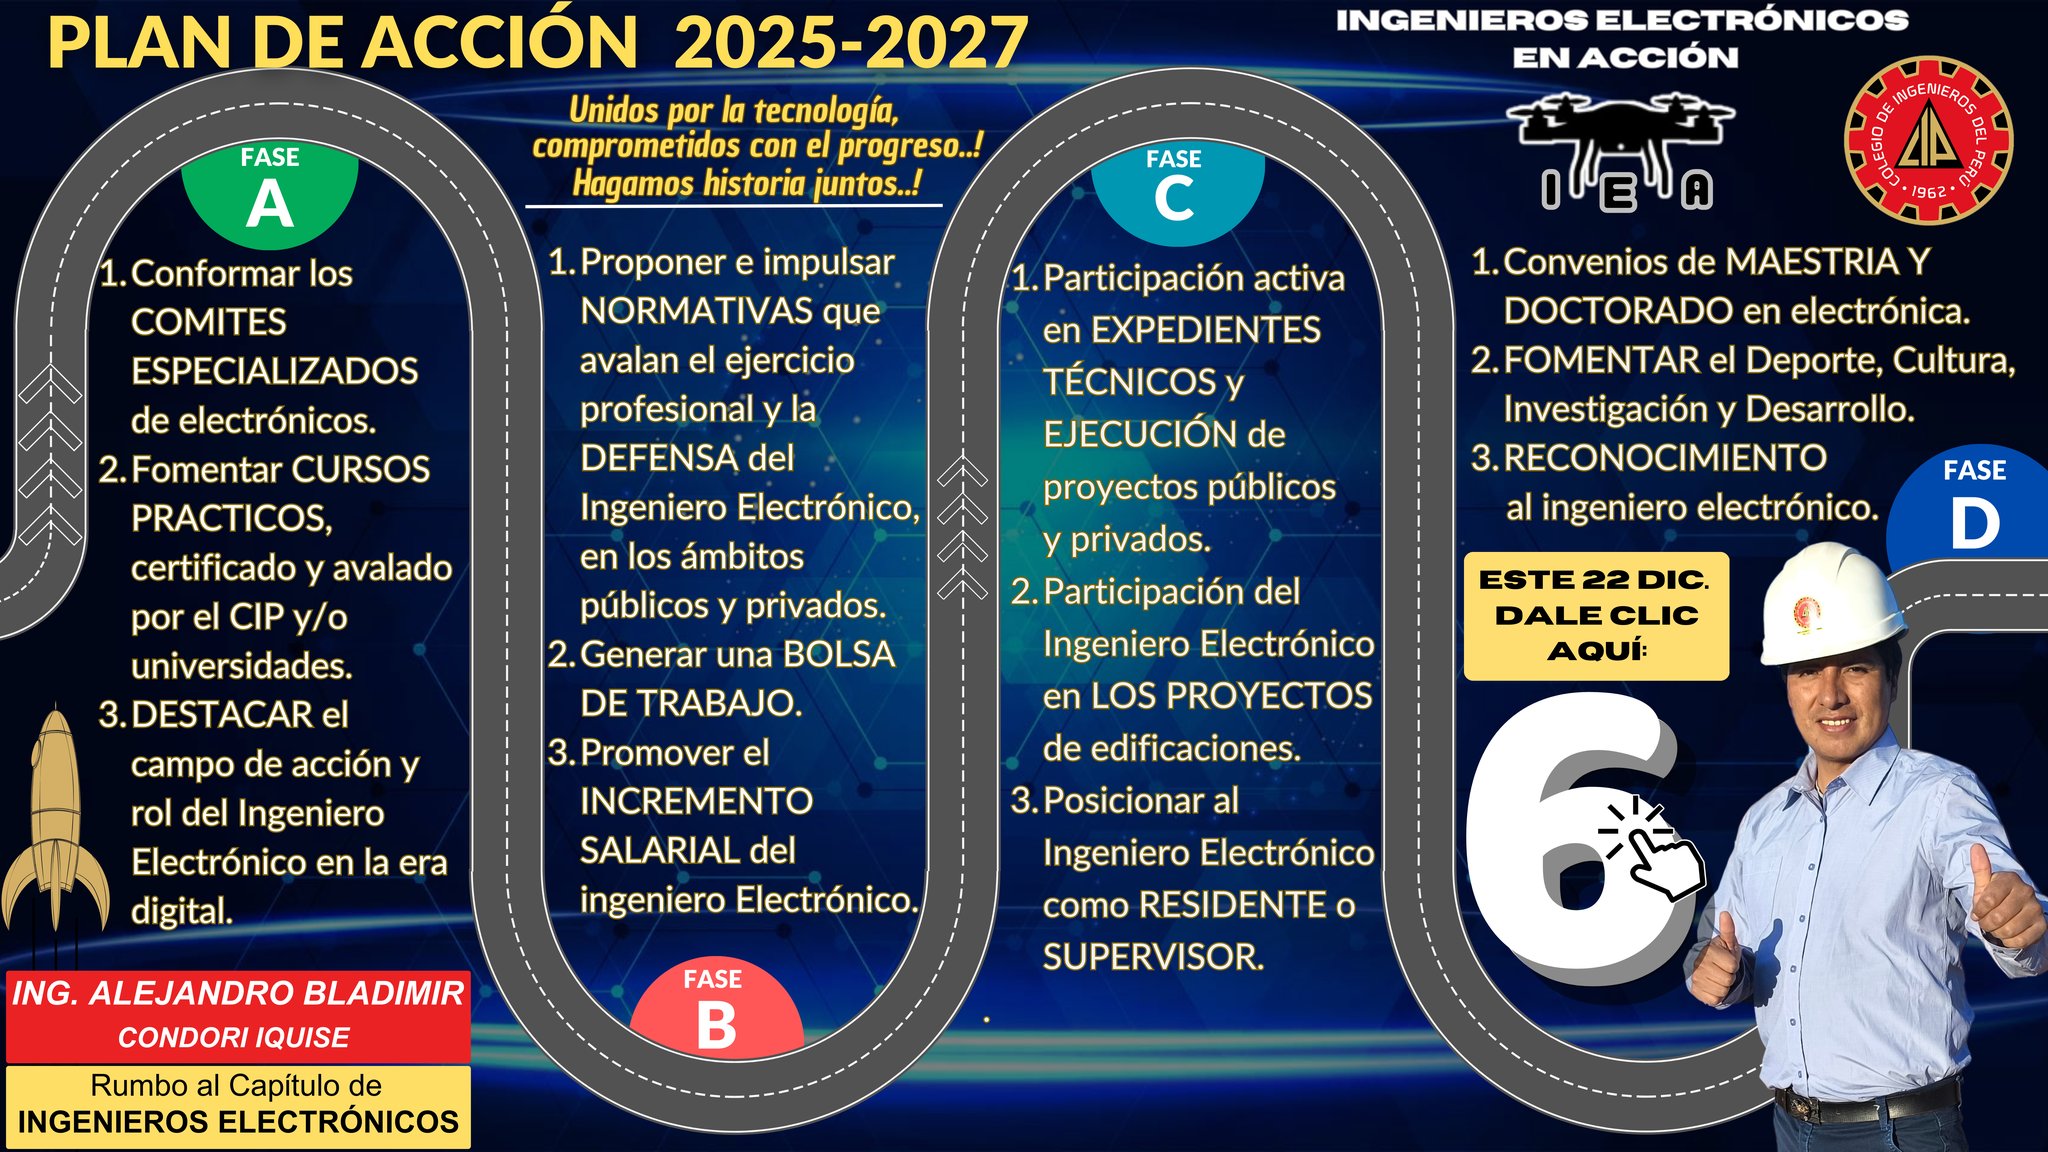 PLAN DE ACCIÓN 2025-2027
INGENIEROS ELECTRÓNICOS
EN ACCIÓN
I E A
COLEGIO DE INGENIEROS DEL PERÚ
CIP
• 1962 •
Unidos por la tecnología,
comprometidos con el progreso..!
Hagamos historia juntos..!
FASE
A
1. Conformar los
COMITES
ESPECIALIZADOS
de electrónicos.
2. Fomentar CURSOS
PRACTICOS,
certificado y avalado
por el CIP y/o
universidades.
3. DESTACAR el
campo de acción y
rol del Ingeniero
Electrónico en la era
digital.
1. Proponer e impulsar
NORMATIVAS que
avalan el ejercicio
profesional y la
DEFENSA del
Ingeniero Electrónico,
en los ámbitos
públicos y privados.
2. Generar una BOLSA
DE TRABAJO.
3. Promover el
INCREMENTO
SALARIAL del
ingeniero Electrónico.
FASE
B
FASE
C
1. Participación activa
en EXPEDIENTES
TÉCNICOS y
EJECUCIÓN de
proyectos públicos
y privados.
2. Participación del
Ingeniero Electrónico
en LOS PROYECTOS
de edificaciones.
3. Posicionar al
Ingeniero Electrónico
como RESIDENTE o
SUPERVISOR.
1. Convenios de MAESTRIA Y
DOCTORADO en electrónica.
2. FOMENTAR el Deporte, Cultura,
Investigación y Desarrollo.
3. RECONOCIMIENTO
al ingeniero electrónico.
FASE
D
ESTE 22 DIC.
DALE CLIC
AQUÍ:
6
ING. ALEJANDRO BLADIMIR
CONDORI IQUISE
Rumbo al Capítulo de
INGENIEROS ELECTRÓNICOS